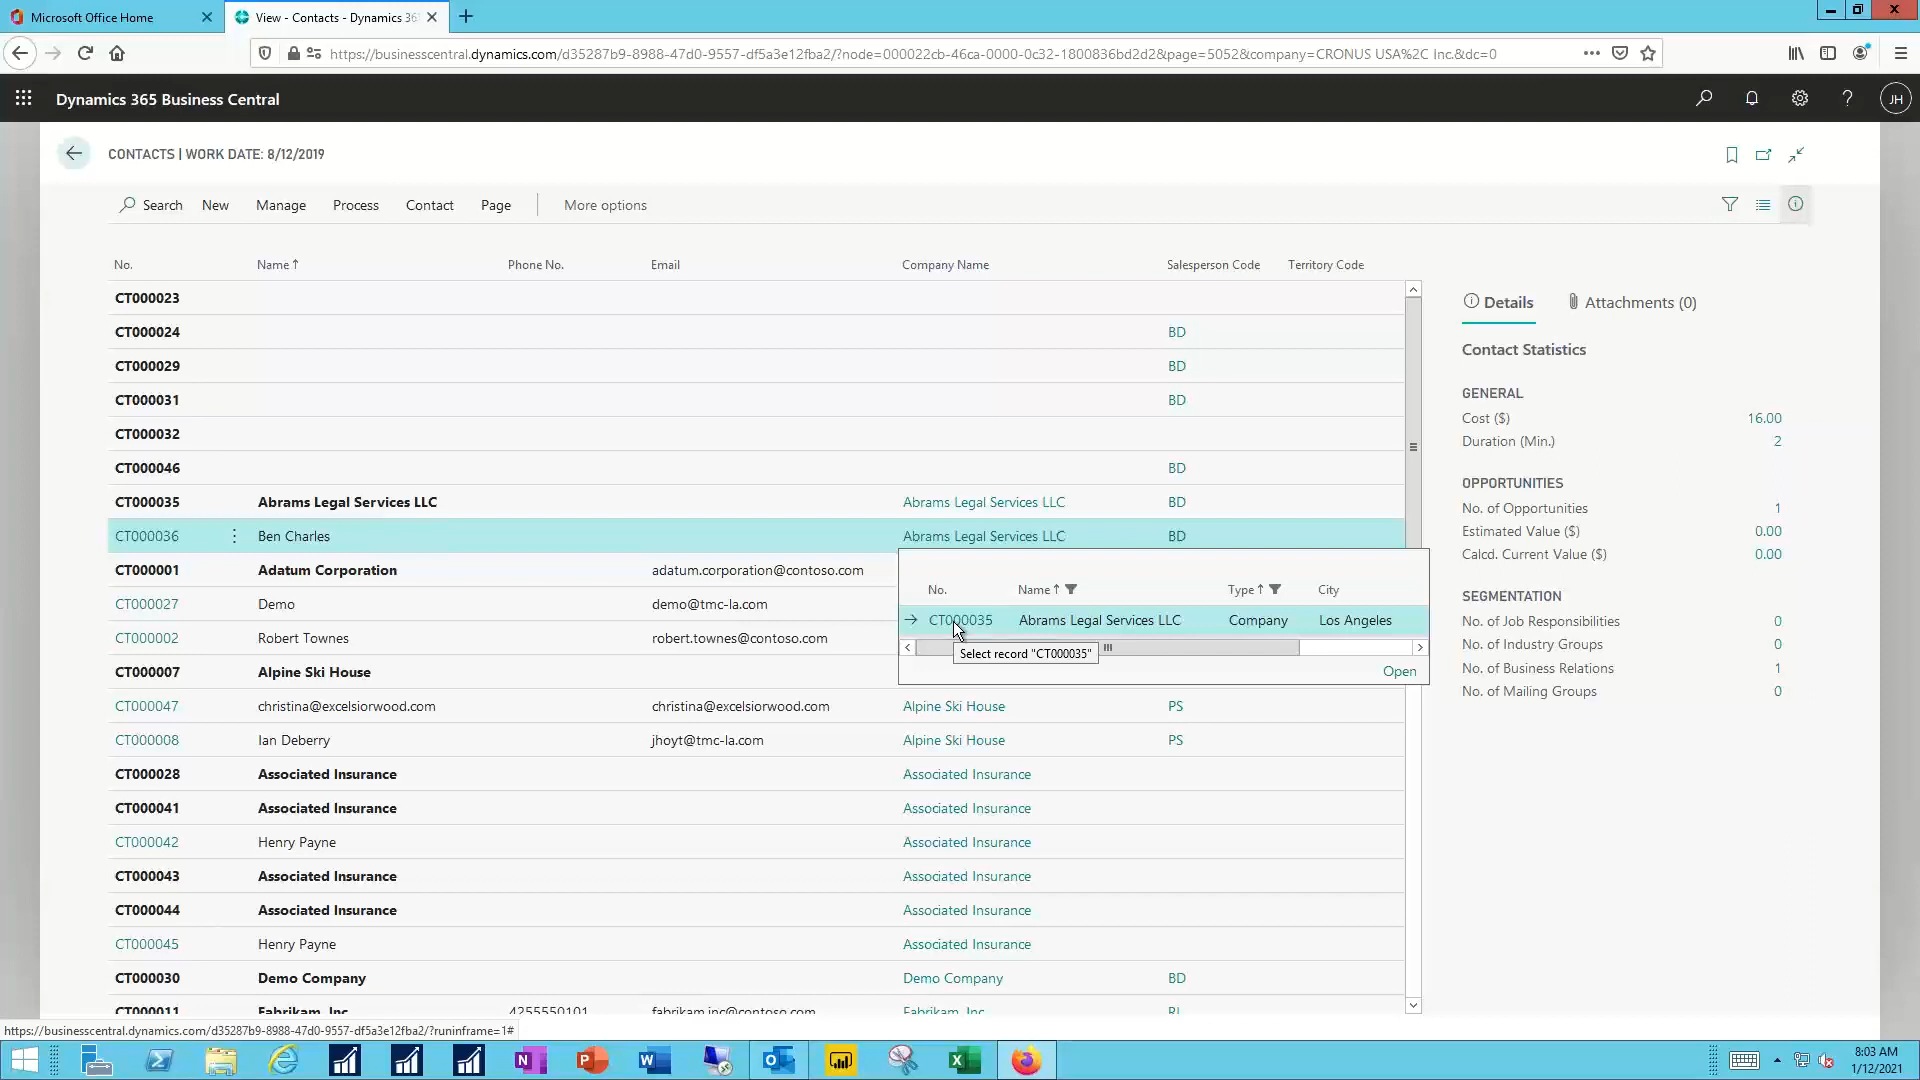 Microsoft Office Home
View - Contacts - Dynamics 36
https://businesscentral.dynamics.com/d35287b9-8988-47d0-9557-df5a3e12fba2/?node=000022cb-46ca-0000-0c32-1800836bd2d2&page=5052&company=CRONUS USA%2C Inc.&dc=0
Dynamics 365 Business Central
JH
CONTACTS | WORK DATE: 8/12/2019
Search New Manage Process Contact Page More options
No. Name↑ Phone No. Email Company Name Salesperson Code Territory Code
CT000023
CT000024 BD
CT000029 BD
CT000031 BD
CT000032
CT000046 BD
CT000035 Abrams Legal Services LLC Abrams Legal Services LLC BD
CT000036 Ben Charles Abrams Legal Services LLC BD
CT000001 Adatum Corporation adatum.corporation@contoso.com
CT000027 Demo demo@tmc-la.com
CT000002 Robert Townes robert.townes@contoso.com
CT000007 Alpine Ski House
CT000047 christina@excelsiorwood.com christina@excelsiorwood.com Alpine Ski House PS
CT000008 Ian Deberry jhoyt@tmc-la.com Alpine Ski House PS
CT000028 Associated Insurance Associated Insurance
CT000041 Associated Insurance Associated Insurance
CT000042 Henry Payne Associated Insurance
CT000043 Associated Insurance Associated Insurance
CT000044 Associated Insurance Associated Insurance
CT000045 Henry Payne Associated Insurance
CT000030 Demo Company Demo Company BD
CT000011 Fabrikam, Inc. 4255550101 fabrikam.inc@contoso.com Fabrikam, Inc. RL
No. Name↑ Type↑ City
CT000035 Abrams Legal Services LLC Company Los Angeles
Select record "CT000035"
Open
Details Attachments (0)
Contact Statistics
GENERAL
Cost ($) 16.00
Duration (Min.) 2
OPPORTUNITIES
No. of Opportunities 1
Estimated Value ($) 0.00
Calcd. Current Value ($) 0.00
SEGMENTATION
No. of Job Responsibilities 0
No. of Industry Groups 0
No. of Business Relations 1
No. of Mailing Groups 0
https://businesscentral.dynamics.com/d35287b9-8988-47d0-9557-df5a3e12fba2/?runinframe=1#
8:03 AM
1/12/2021